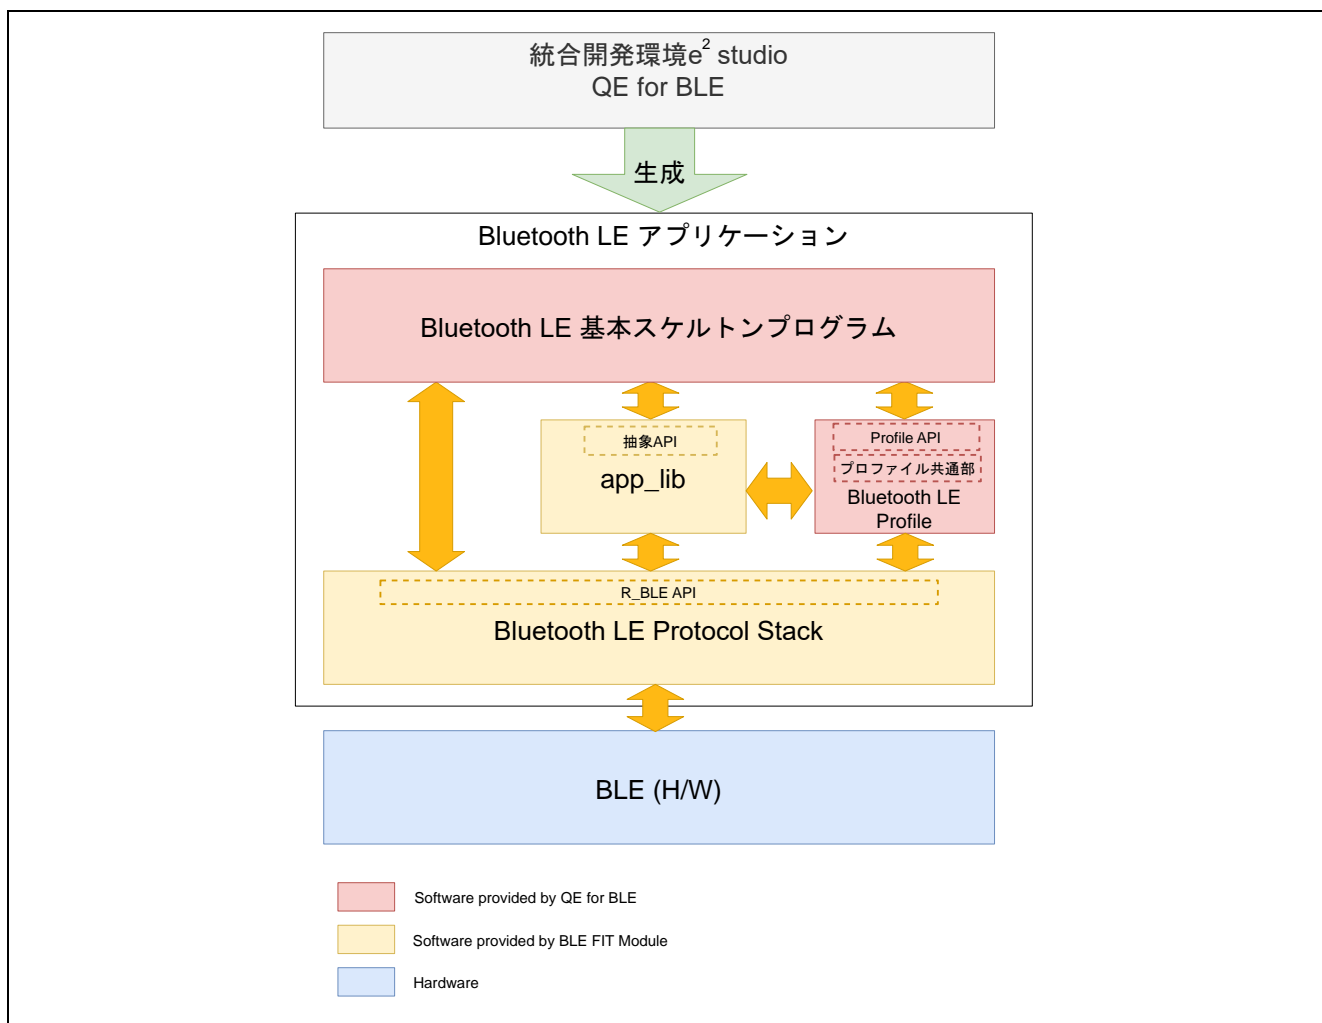 統合開発環境e² studio
QE for BLE
生成
Bluetooth LE アプリケーション
Bluetooth LE 基本スケルトンプログラム
抽象API
app_lib
Profile API
プロファイル共通部
Bluetooth LE
Profile
R_BLE API
Bluetooth LE Protocol Stack
BLE (H/W)
Software provided by QE for BLE
Software provided by BLE FIT Module
Hardware